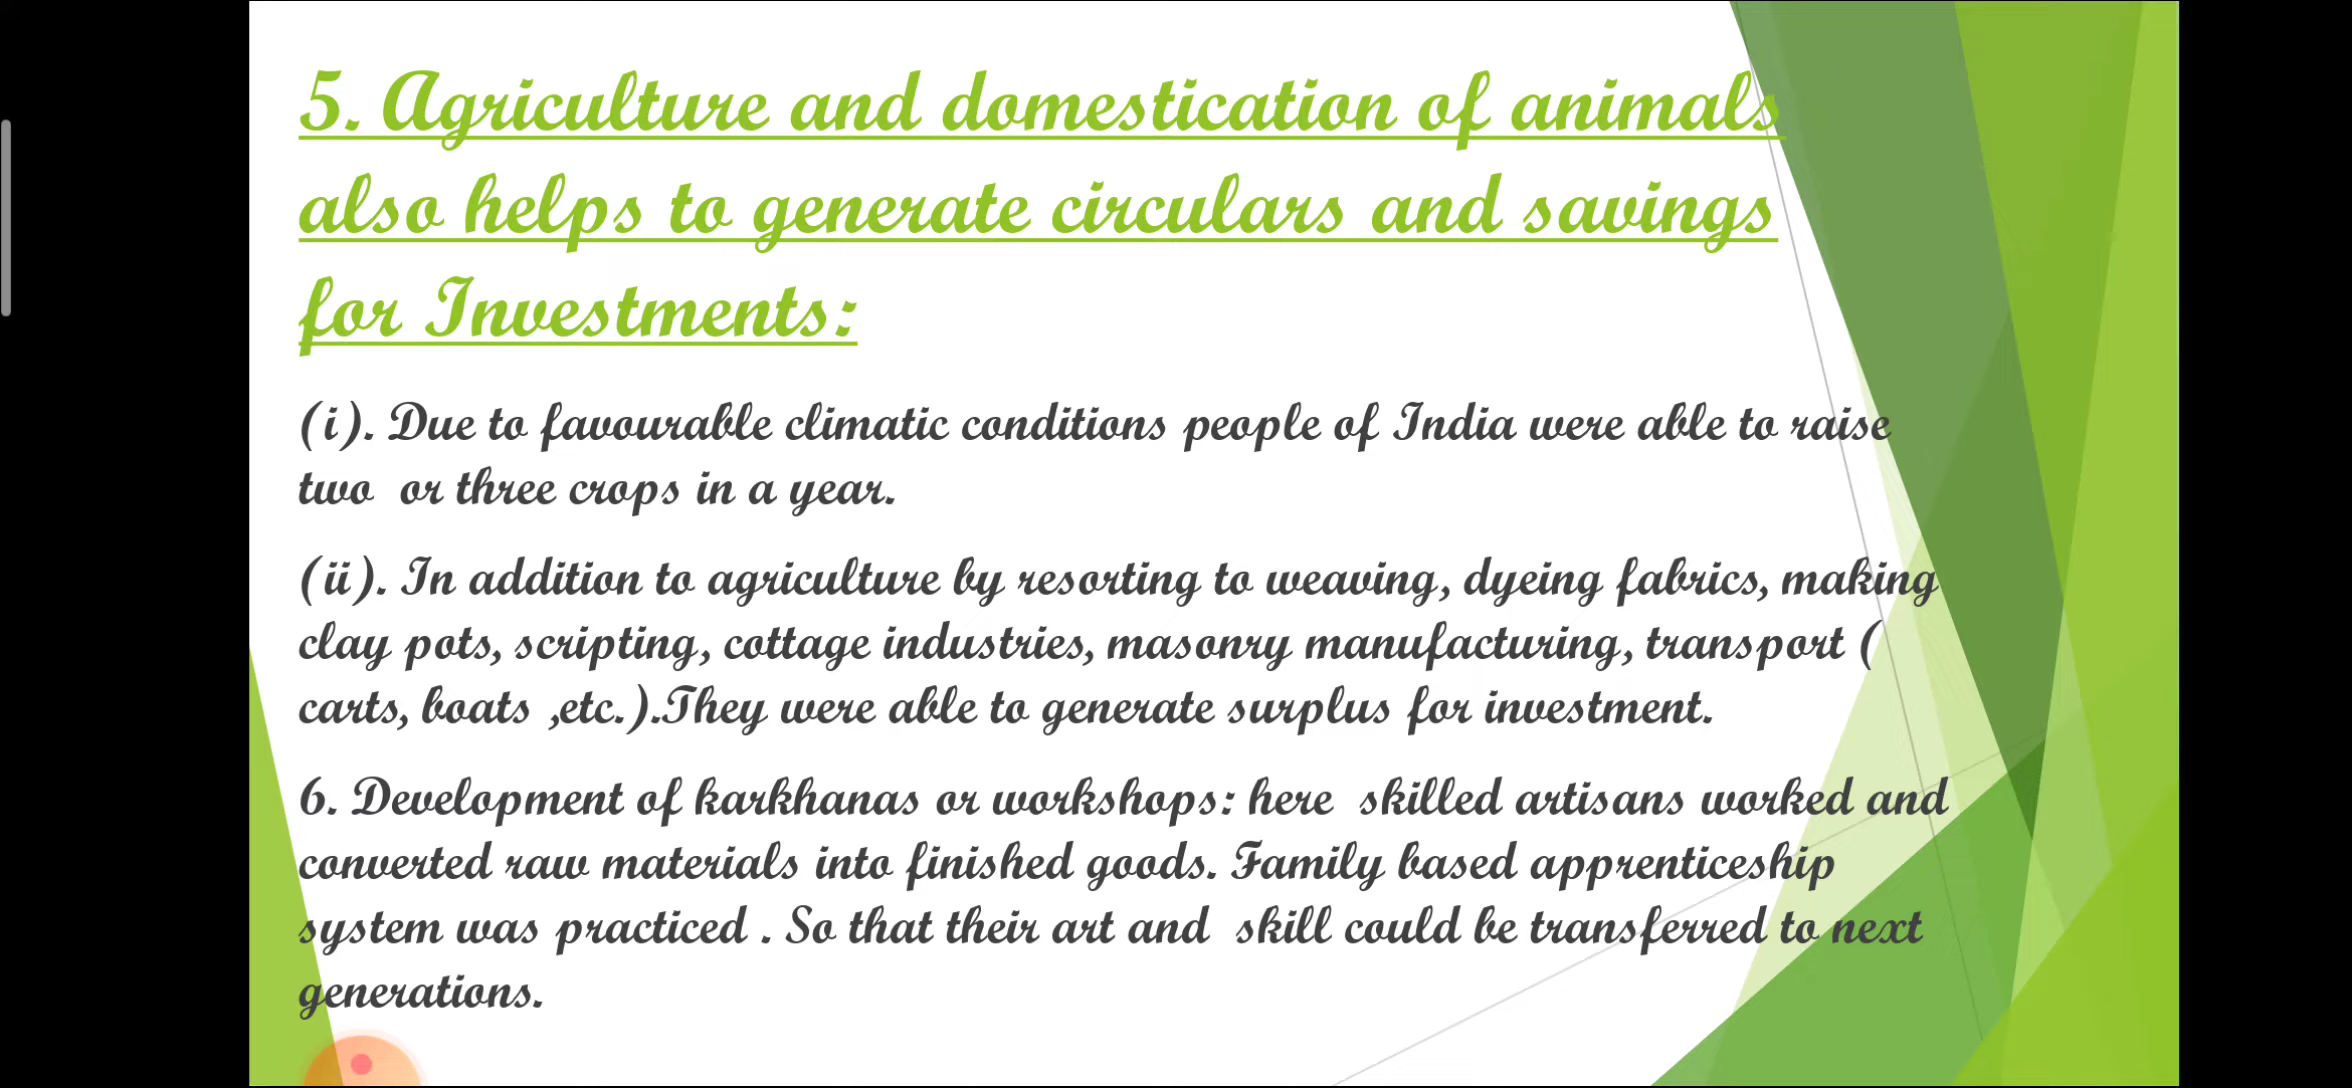 5. Agriculture and domestication of animals
also helps to generate circulars and savings
for Investments:
(i). Due to favourable climatic conditions people of India were able to raise
two  or three crops in a year.
(ii). In addition to agriculture by resorting to weaving, dyeing fabrics, making
clay pots, scripting, cottage industries, masonry manufacturing, transport (
carts, boats ,etc.).They were able to generate surplus for investment.
6. Development of karkhanas or workshops: here  skilled artisans worked and
converted raw materials into finished goods. Family based apprenticeship
system was practiced . So that their art and  skill could be transferred to next
generations.